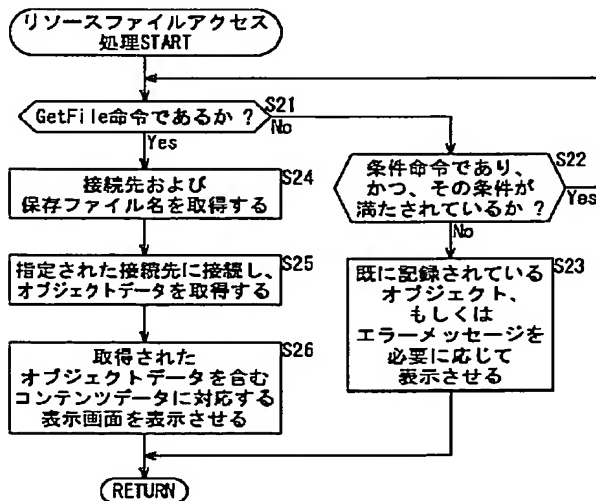 リソースファイルアクセス
処理START
GetFile命令であるか ?
S21
No
Yes
接続先および
保存ファイル名を取得する
S24
指定された接続先に接続し、
オブジェクトデータを取得する
S25
取得された
オブジェクトデータを含む
コンテンツデータに対応する
表示画面を表示させる
S26
条件命令であり、
かつ、その条件が
満たされているか ?
S22
Yes
No
既に記録されている
オブジェクト、
もしくは
エラーメッセージを
必要に応じて
表示させる
S23
RETURN